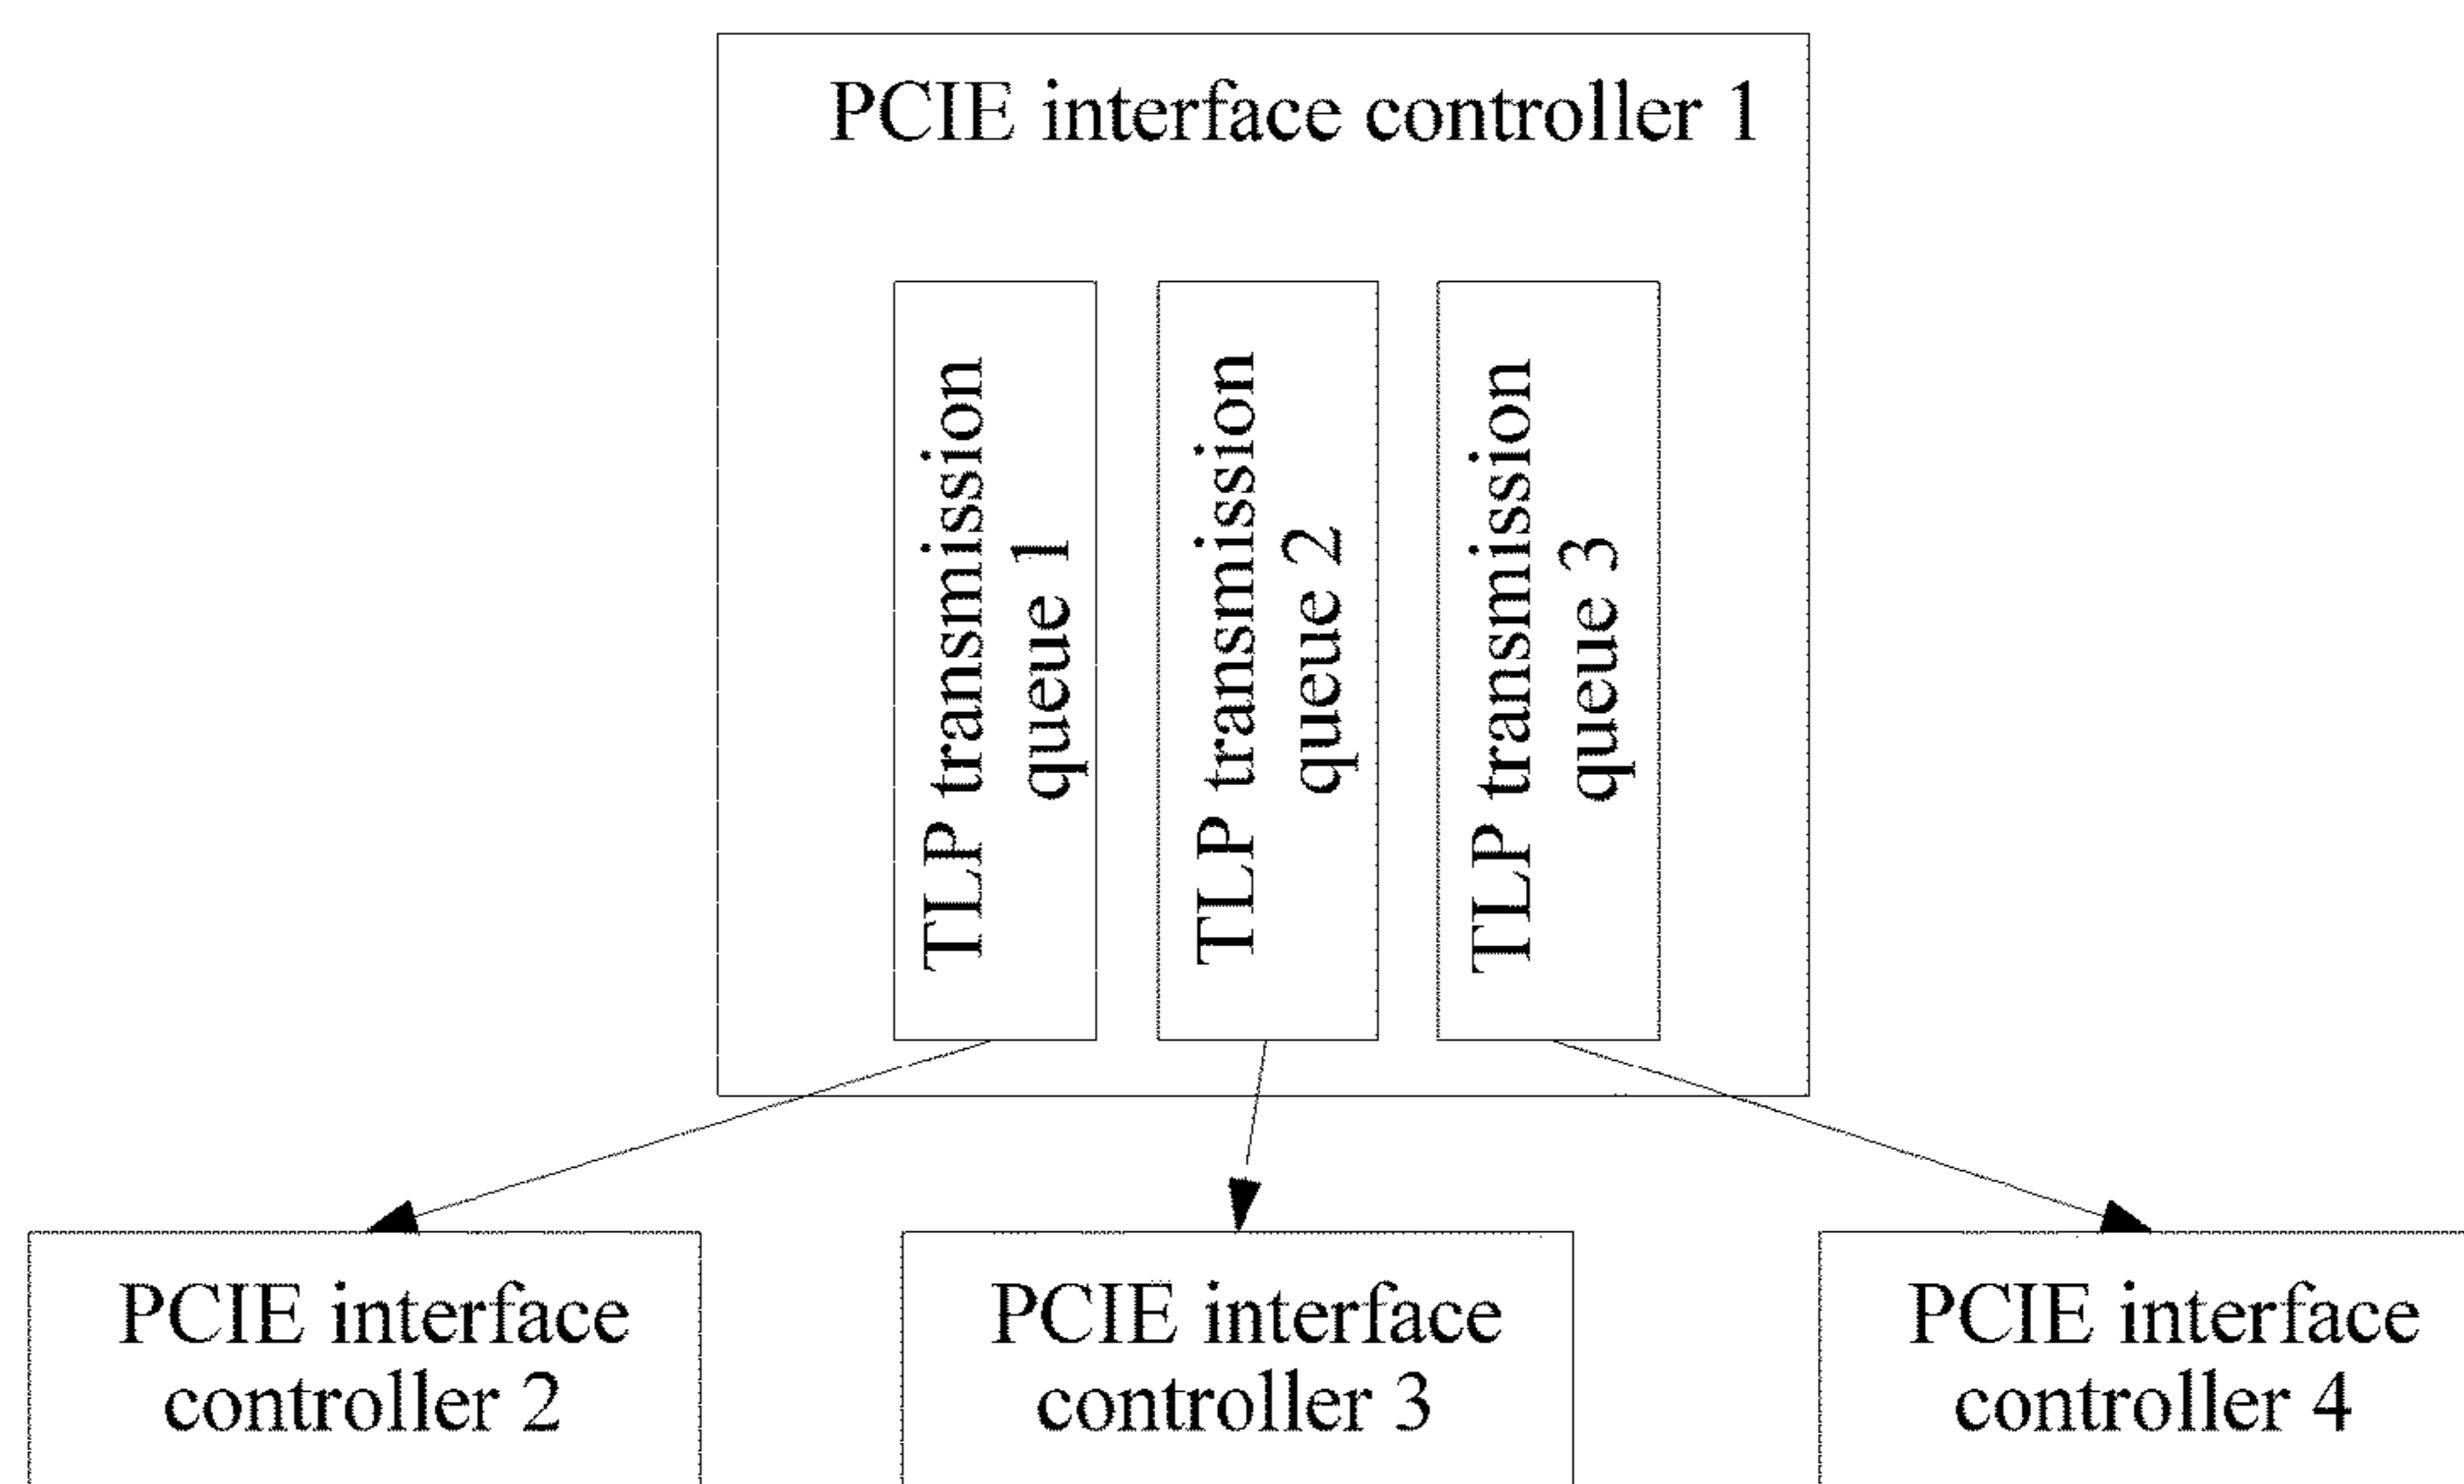 PCIE interface controller 1
TLP transmission
queue 1
TLP transmission
queue 2
TLP transmission
queue 3
PCIE interface
controller 2
PCIE interface
controller 3
PCIE interface
controller 4